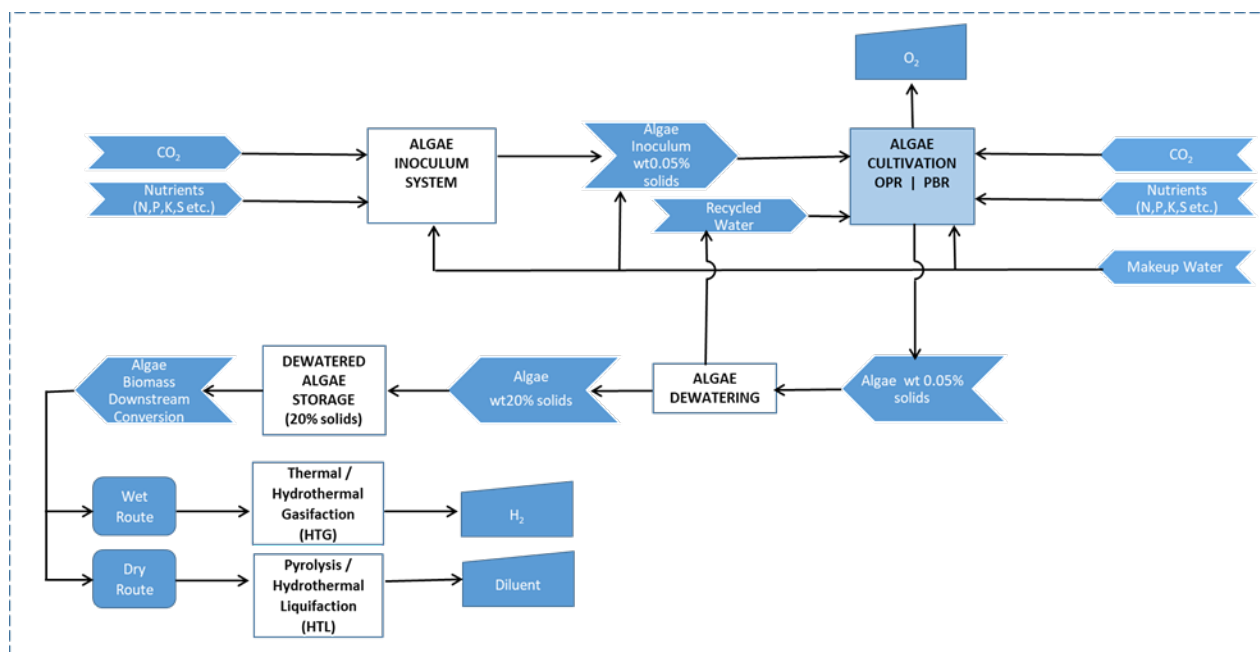 O₂
CO₂
Nutrients
(N,P,K,S etc.)
ALGAE
INOCULUM
SYSTEM
Algae
Inoculum
wt0.05%
solids
Recycled
Water
ALGAE
CULTIVATION
OPR | PBR
CO₂
Nutrients
(N,P,K,S etc.)
Makeup Water
Algae
Biomass
Downstream
Conversion
DEWATERED
ALGAE
STORAGE
(20% solids)
Algae
wt20% solids
ALGAE
DEWATERING
Algae wt 0.05%
solids
Wet
Route
Thermal /
Hydrothermal
Gasifaction
(HTG)
H₂
Dry
Route
Pyrolysis /
Hydrothermal
Liquifaction
(HTL)
Diluent